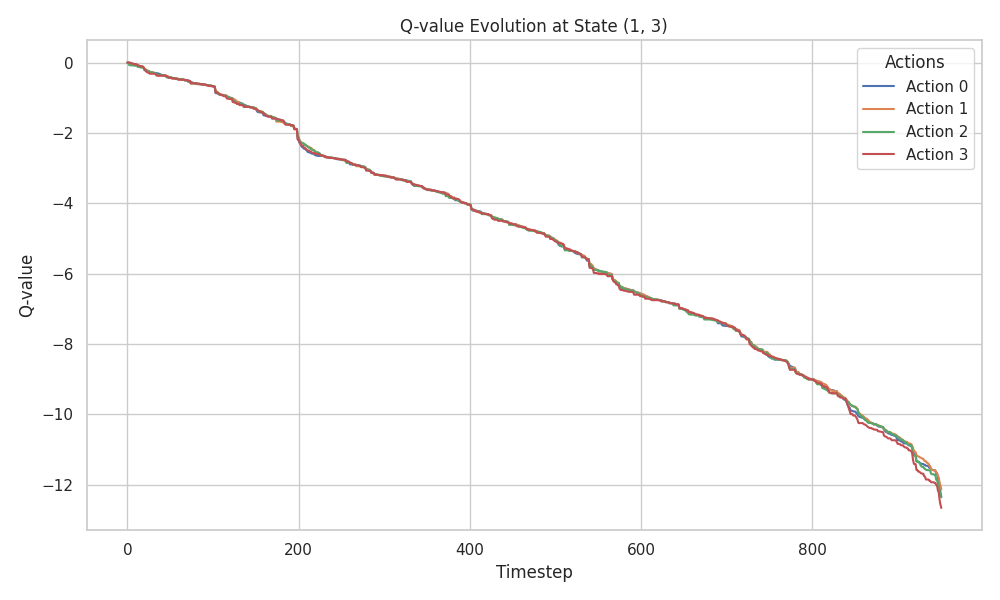 Q-value Evolution at State (1, 3)
Actions
Action 0
Action 1
Action 2
Action 3
Q-value
0
−2
−4
−6
−8
−10
−12
0
200
400
600
800
Timestep